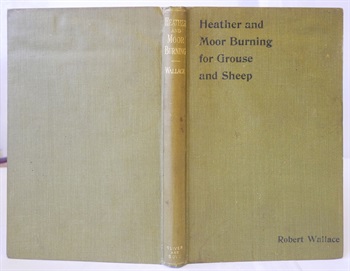 Heather and
Moor Burning
for Grouse
and Sheep
Robert Wallace
HEATHER
AND
MOOR
BURNING
WALLACE